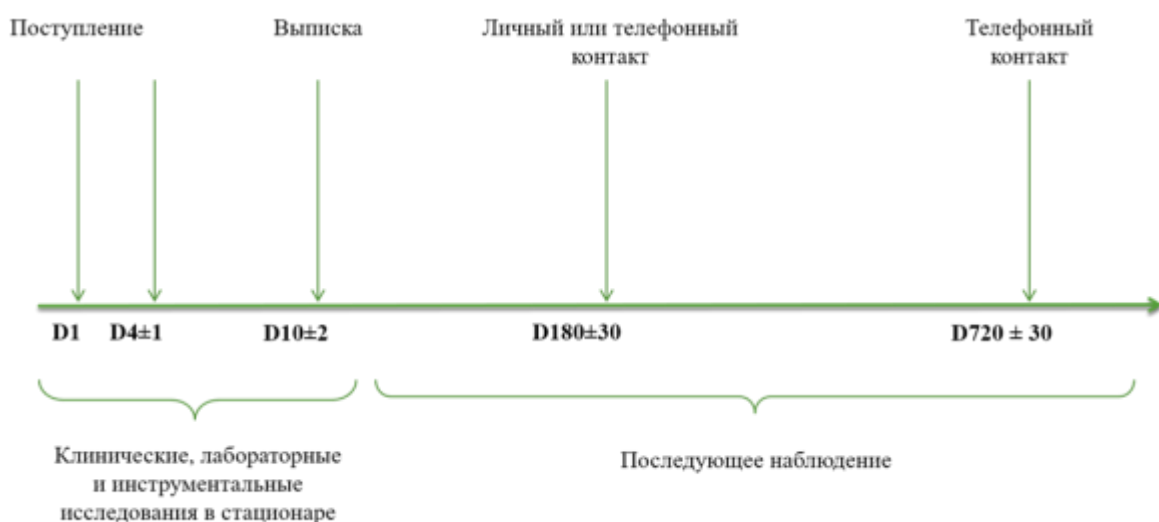 Поступление
Выписка
Личный или телефонный
контакт
Телефонный
контакт
D1
D4±1
D10±2
D180±30
D720 ± 30
Клинические, лабораторные
и инструментальные
исследования в стационаре
Последующее наблюдение